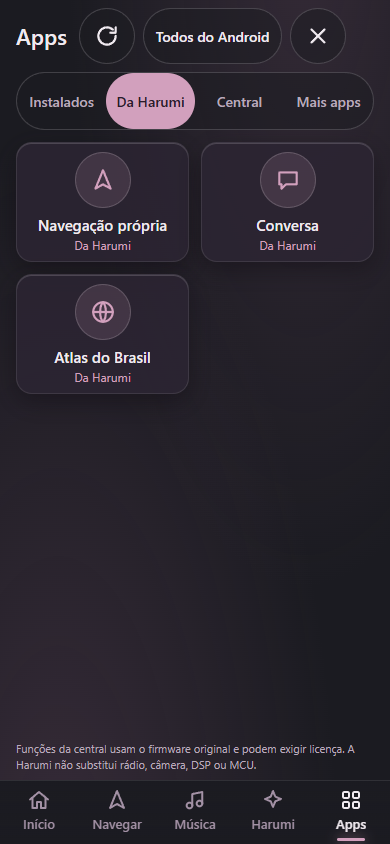 Apps
Todos do Android
Instalados
Da Harumi
Central
Mais apps
Navegação própria
Da Harumi
Conversa
Da Harumi
Atlas do Brasil
Da Harumi
Funções da central usam o firmware original e podem exigir licença. A
Harumi não substitui rádio, câmera, DSP ou MCU.
Início
Navegar
Música
Harumi
Apps